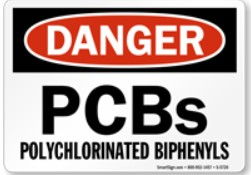 DANGER
PCBs
POLYCHLORINATED BIPHENYLS